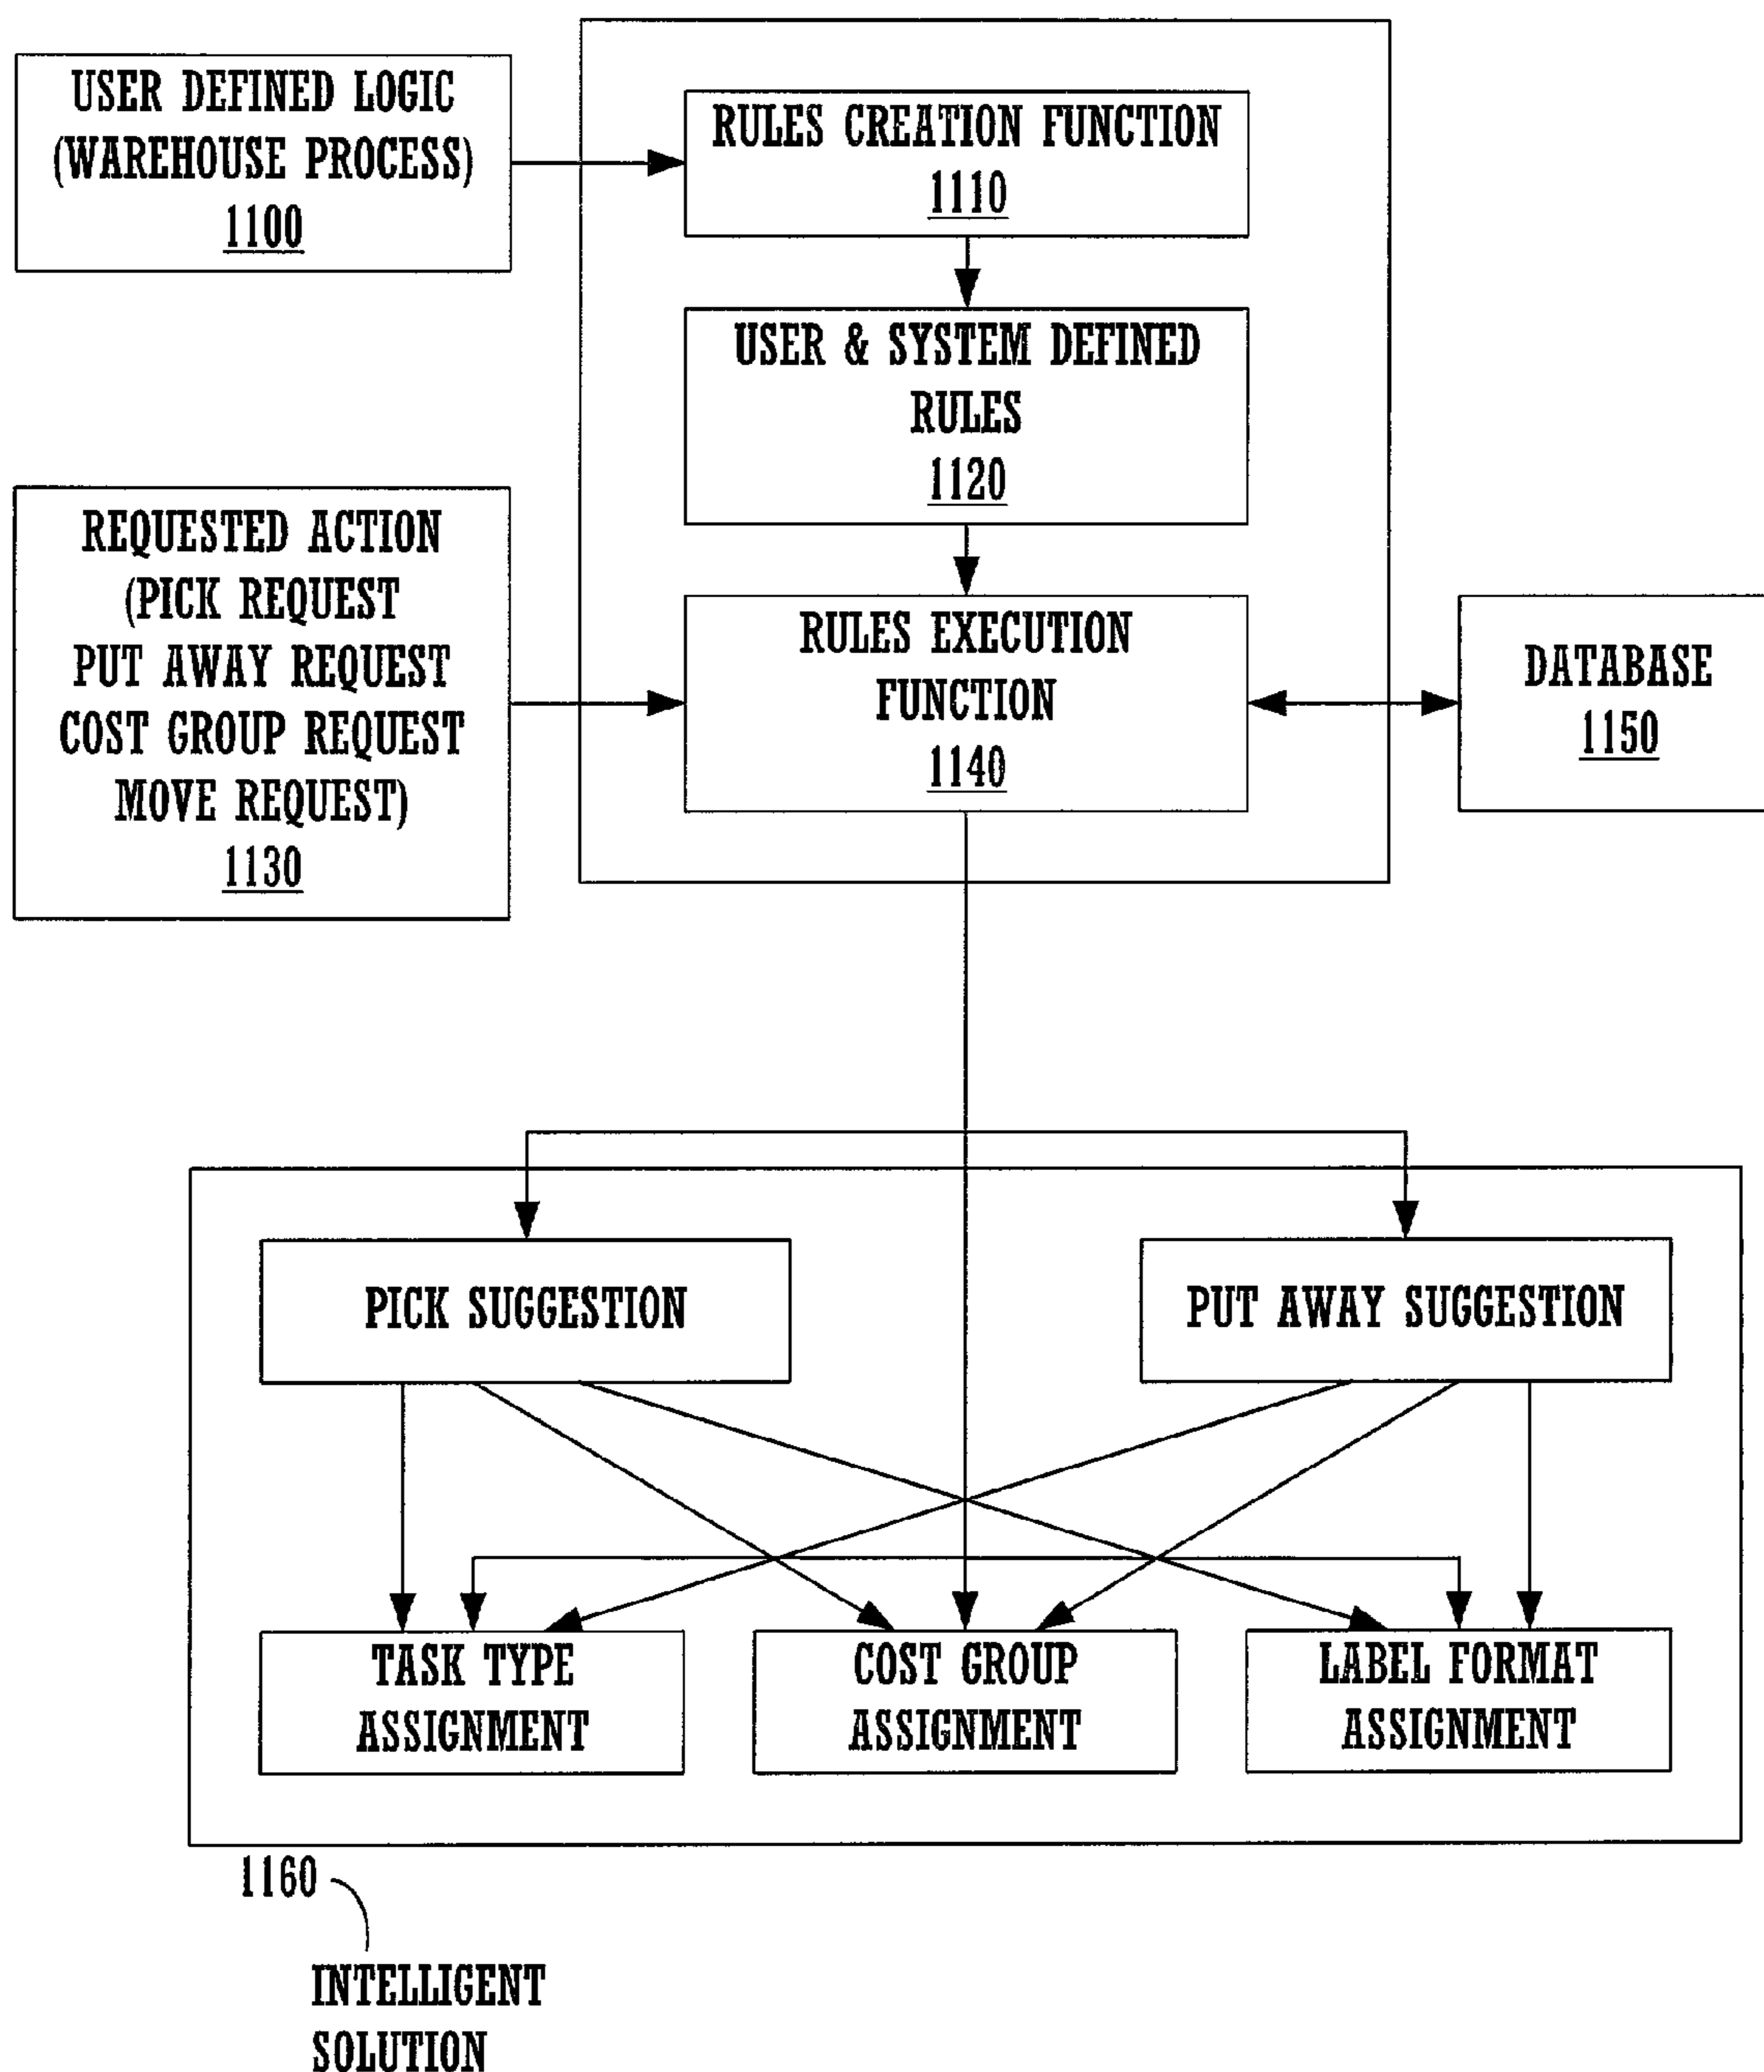 USER DEFINED LOGIC
(WAREHOUSE PROCESS)
1100
RULES CREATION FUNCTION
1110
USER & SYSTEM DEFINED
RULES
1120
REQUESTED ACTION
(PICK REQUEST
PUT AWAY REQUEST
COST GROUP REQUEST
MOVE REQUEST)
1130
RULES EXECUTION
FUNCTION
1140
DATABASE
1150
PICK SUGGESTION
PUT AWAY SUGGESTION
TASK TYPE
ASSIGNMENT
COST GROUP
ASSIGNMENT
LABEL FORMAT
ASSIGNMENT
1160
INTELLIGENT
SOLUTION